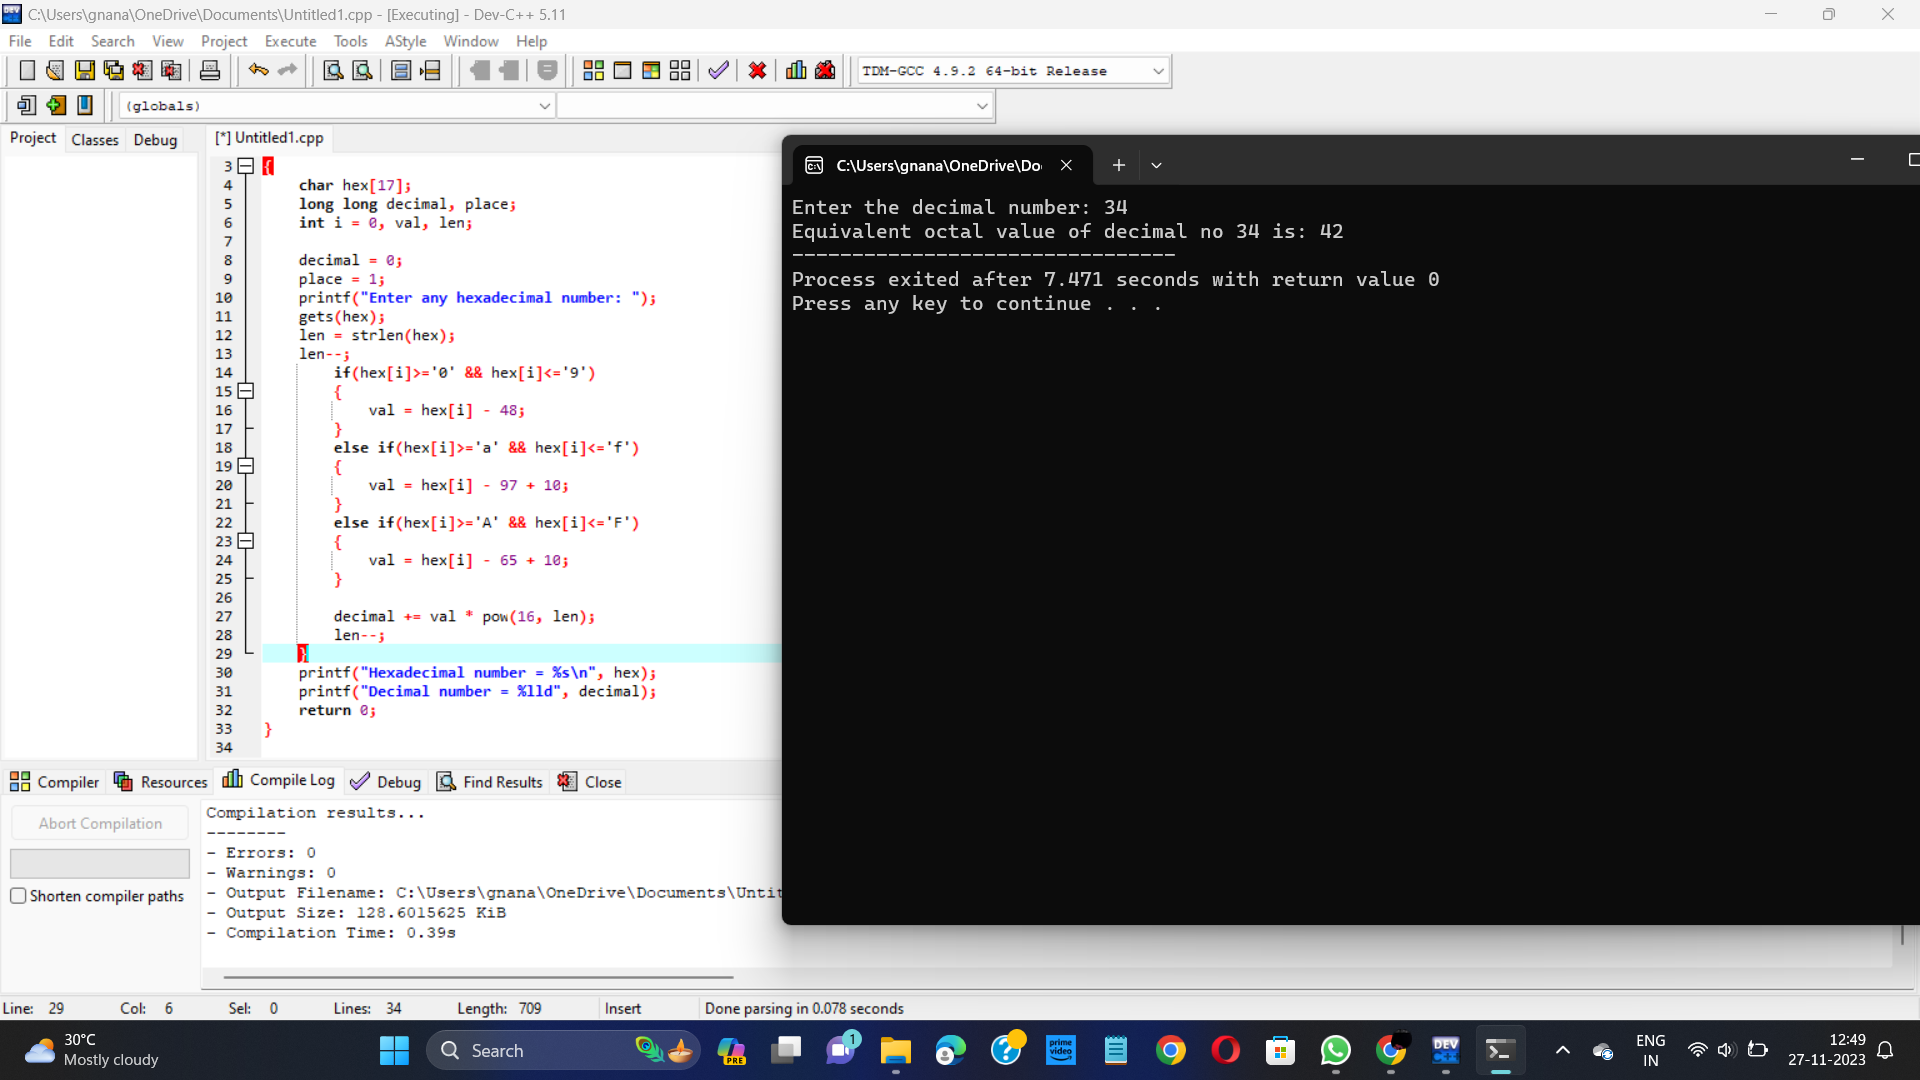 C:\Users\gnana\OneDrive\Documents\Untitled1.cpp - [Executing] - Dev-C++ 5.11
File Edit Search View Project Execute Tools AStyle Window Help
TDM-GCC 4.9.2 64-bit Release
(globals)
Project Classes Debug
[*] Untitled1.cpp
3 {
4 char hex[17];
5 long long decimal, place;
6 int i = 0, val, len;
7
8 decimal = 0;
9 place = 1;
10 printf("Enter any hexadecimal number: ");
11 gets(hex);
12 len = strlen(hex);
13 len--;
14 if(hex[i]>='0' && hex[i]<='9')
15 {
16 val = hex[i] - 48;
17 }
18 else if(hex[i]>='a' && hex[i]<='f')
19 {
20 val = hex[i] - 97 + 10;
21 }
22 else if(hex[i]>='A' && hex[i]<='F')
23 {
24 val = hex[i] - 65 + 10;
25 }
26
27 decimal += val * pow(16, len);
28 len--;
29 }
30 printf("Hexadecimal number = %s\n", hex);
31 printf("Decimal number = %lld", decimal);
32 return 0;
33 }
34
C:\Users\gnana\OneDrive\Do
Enter the decimal number: 34
Equivalent octal value of decimal no 34 is: 42
--------------------------------
Process exited after 7.471 seconds with return value 0
Press any key to continue . . .
Compiler Resources Compile Log Debug Find Results Close
Abort Compilation
Shorten compiler paths
Compilation results...
--------
- Errors: 0
- Warnings: 0
- Output Filename: C:\Users\gnana\OneDrive\Documents\Untit
- Output Size: 128.6015625 KiB
- Compilation Time: 0.39s
Line: 29 Col: 6 Sel: 0 Lines: 34 Length: 709 Insert Done parsing in 0.078 seconds
30°C
Mostly cloudy
Search
PRE
1
prime video
DEV C++
ENG
IN
12:49
27-11-2023